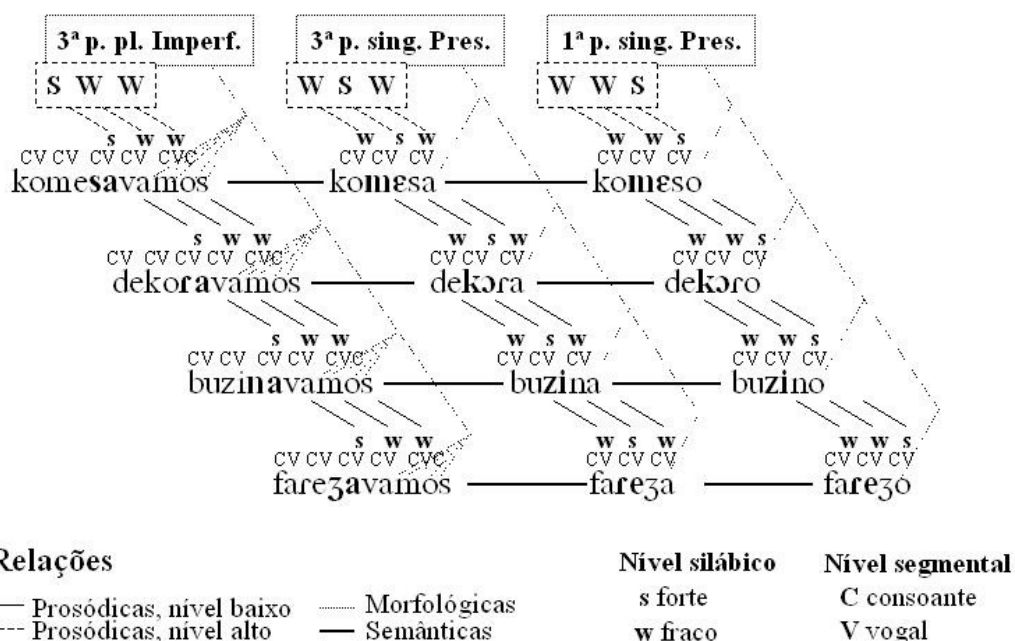 3ª p. pl. Imperf. 3ª p. sing. Pres. 1ª p. sing. Pres.
S W W W S W W W S
s w w w s w w w s
CV CV CV CV CVC CV CV CV CV CV CV
komesavamos komɛsa komɛso
s w w w s w w w s
CV CV CV CV CVC CV CV CV CV CV CV
dekoravamos dekɔra dekɔro
s w w w s w w w s
CV CV CV CV CVC CV CV CV CV CV CV
buzinavamos buzina buzino
s w w w s w w w s
CV CV CV CV CVC CV CV CV CV CV CV
fareʒavamos fareʒa fareʒo
Relações Nível silábico Nível segmental
Prosódicas, nível baixo Morfológicas s forte C consoante
Prosódicas, nível alto Semânticas w fraco V vogal